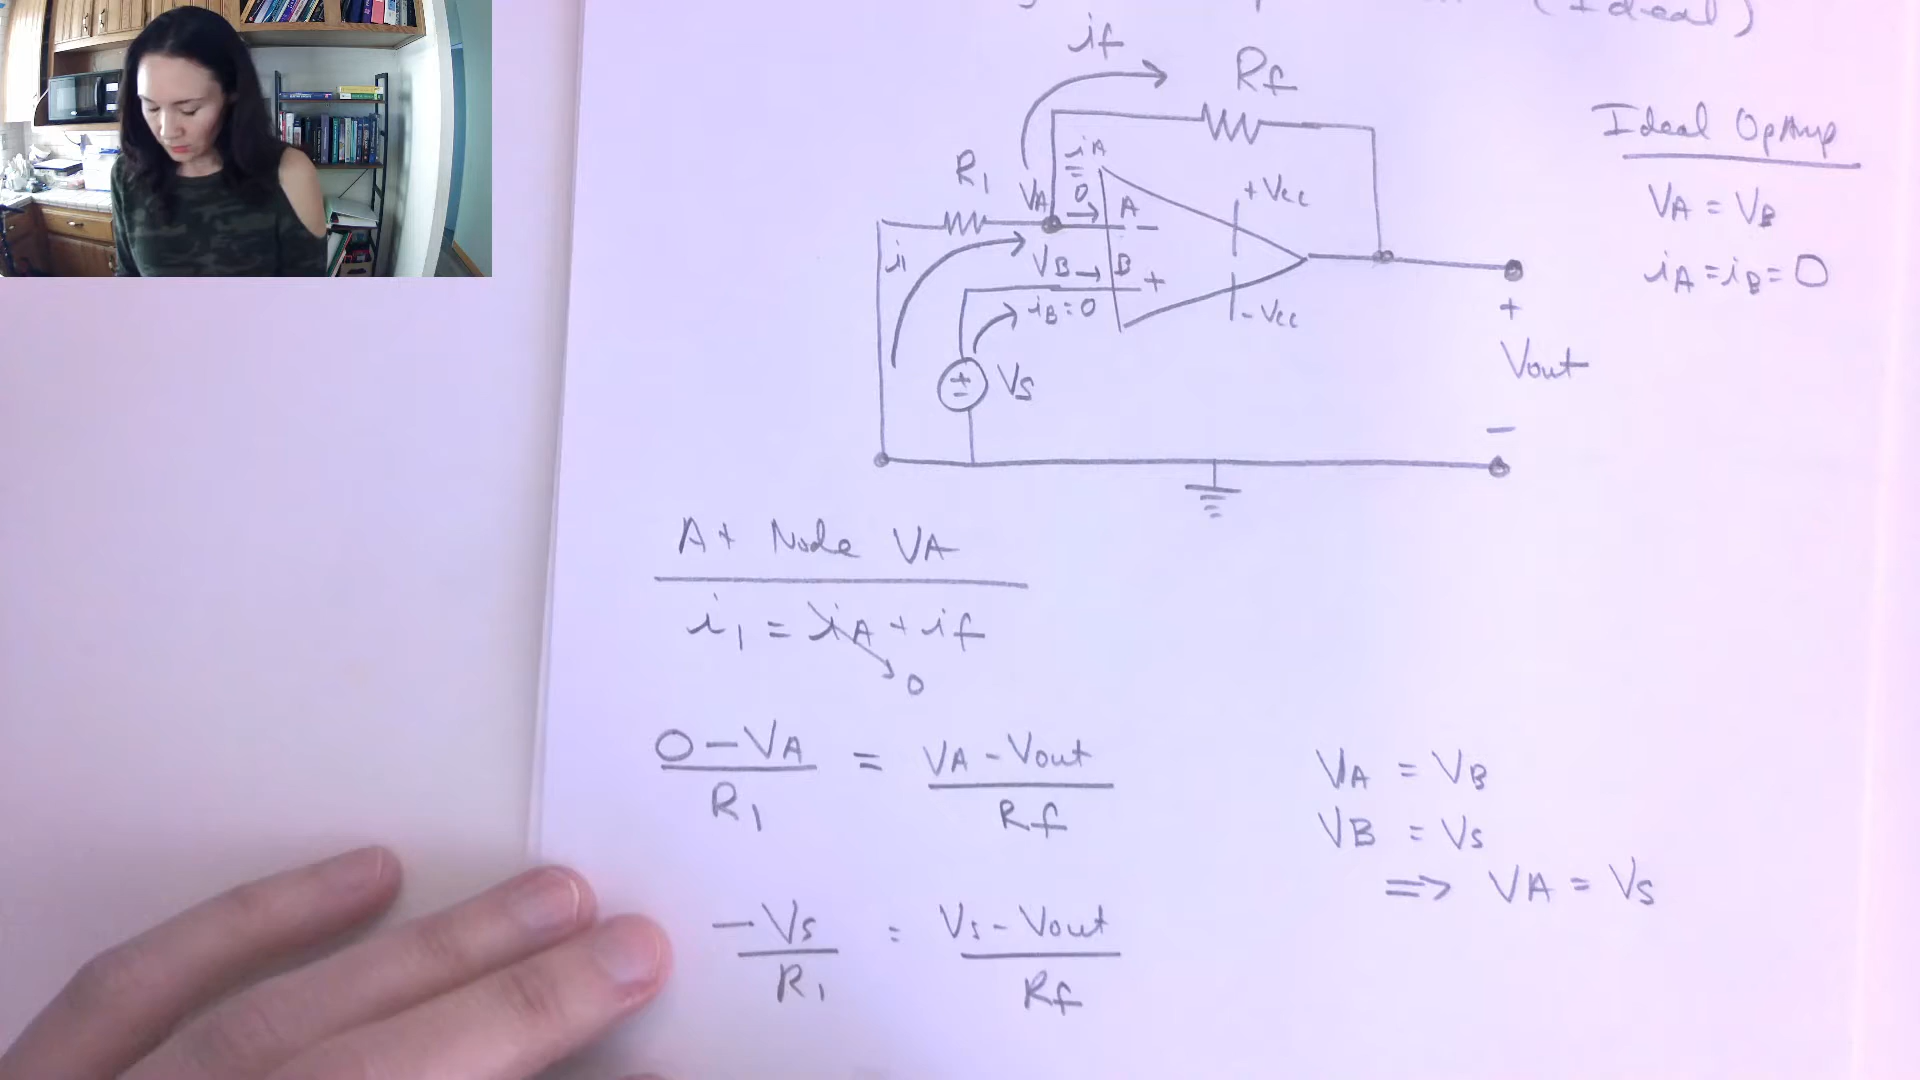 (Ideal)
if
Rf
Ideal OpAmp
iA
R1
VA
0
A
+Vcc
-
VA = VB
i1
VB
B
+
iA = iB = 0
iB = 0
-Vcc
+
±
Vs
Vout
-
At Node VA
i1 = iA + if
0
0 - VA
R1
=
VA - Vout
Rf
VA = VB
VB = Vs
=> VA = Vs
-Vs
R1
=
Vs - Vout
Rf